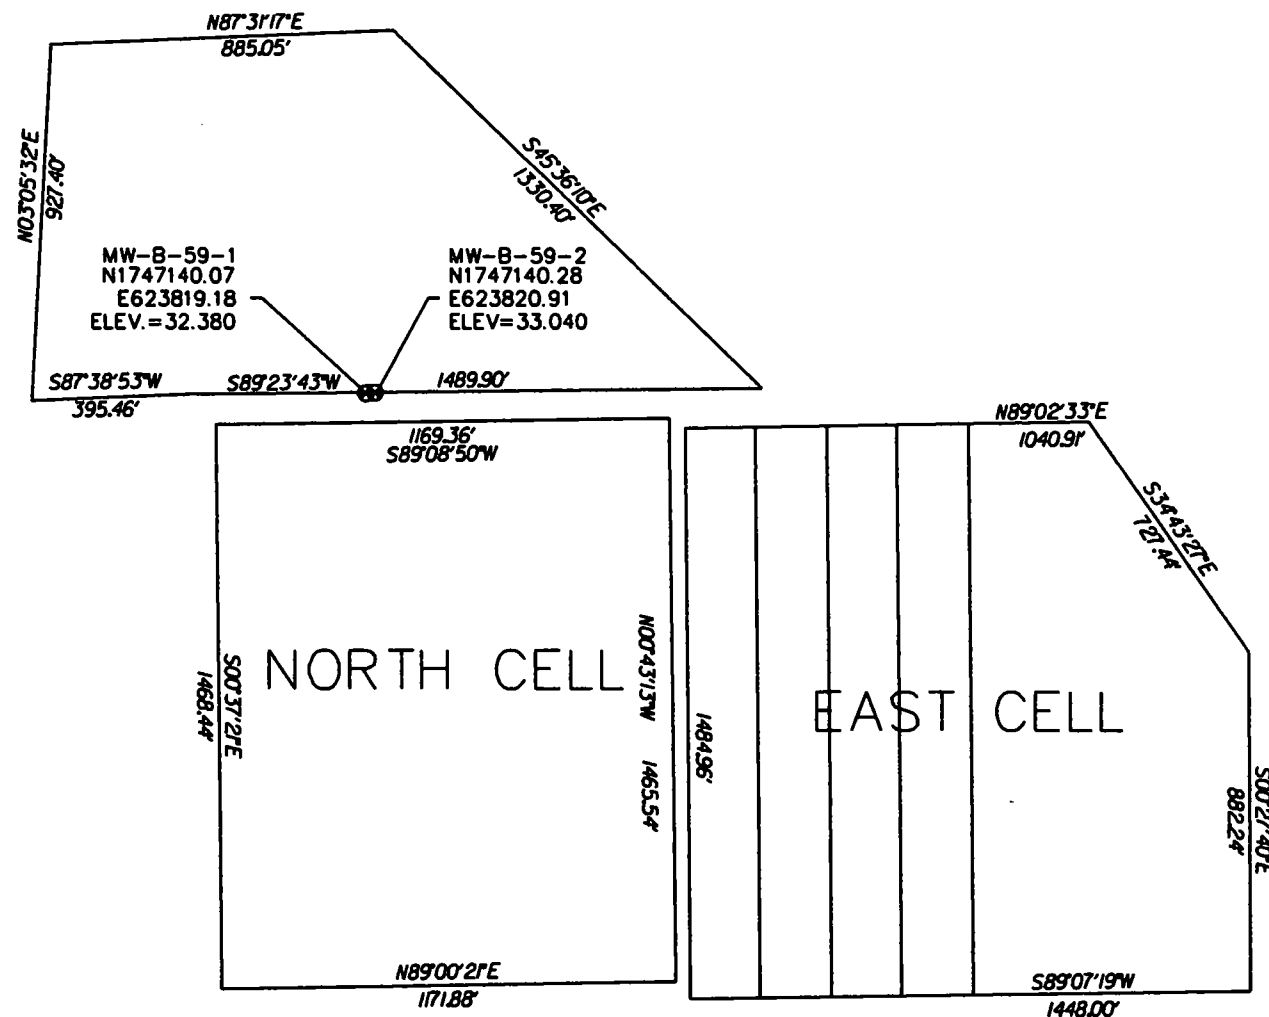 N87°31'17"E
885.05'
N03°05'32"E
927.40'
S45°36'10"E
1330.40'
MW-B-59-1
N1747140.07
E623819.18
ELEV.=32.380
MW-B-59-2
N1747140.28
E623820.91
ELEV=33.040
S87°38'53"W
395.46'
S89°23'43"W
1489.90'
1169.36'
S89°08'50"W
N89°02'33"E
1040.91'
S34°43'27"E
727.44'
NORTH CELL
S00°37'21"E
1468.44'
N00°43'13"W 1465.54'
1484.96'
EAST CELL
S00°27'40"E
882.24'
N89°00'21"E
1171.88'
S89°07'19"W
1448.00'